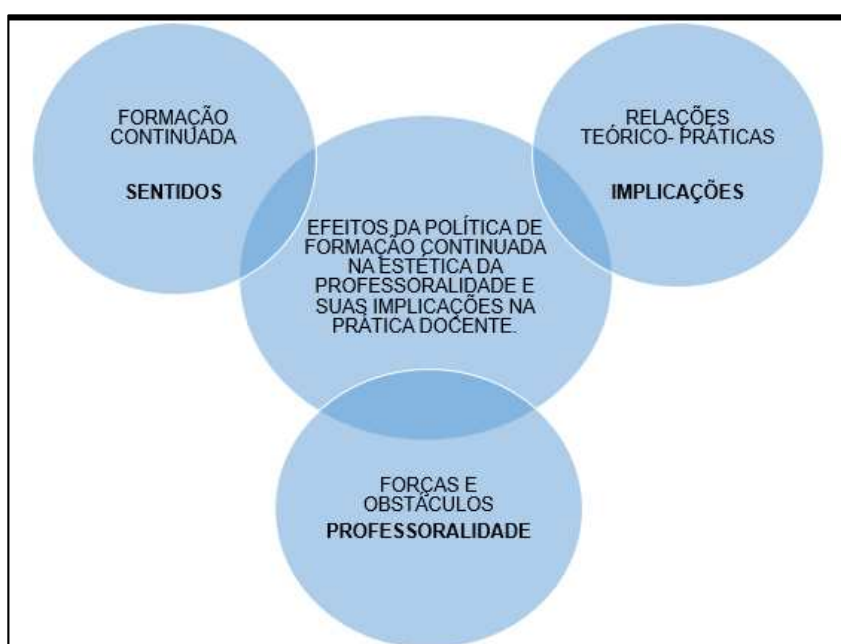 FORMAÇÃO
CONTINUADA
SENTIDOS
RELAÇÕES
TEÓRICO- PRÁTICAS
IMPLICAÇÕES
EFEITOS DA POLÍTICA DE
FORMAÇÃO CONTINUADA
NA ESTÉTICA DA
PROFESSORALIDADE E
SUAS IMPLICAÇÕES NA
PRÁTICA DOCENTE.
FORÇAS E
OBSTÁCULOS
PROFESSORALIDADE